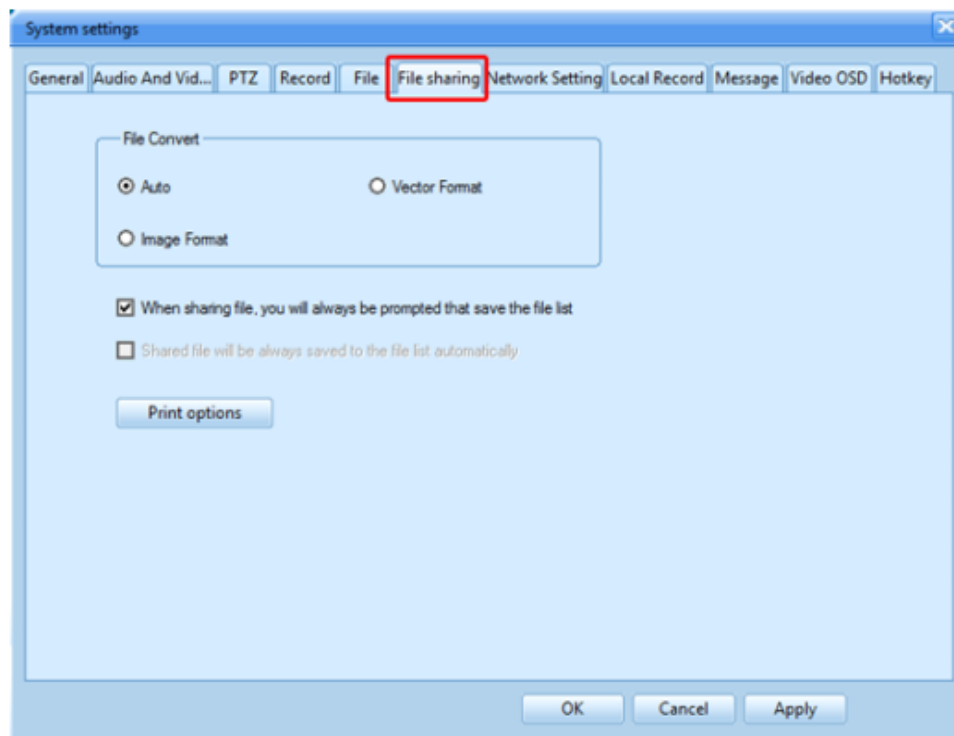 System settings
General Audio And Vid... PTZ Record File File sharing Network Setting Local Record Message Video OSD Hotkey
File Convert
Auto Vector Format
Image Format
When sharing file, you will always be prompted that save the file list
Shared file will be always saved to the file list automatically
Print options
OK Cancel Apply